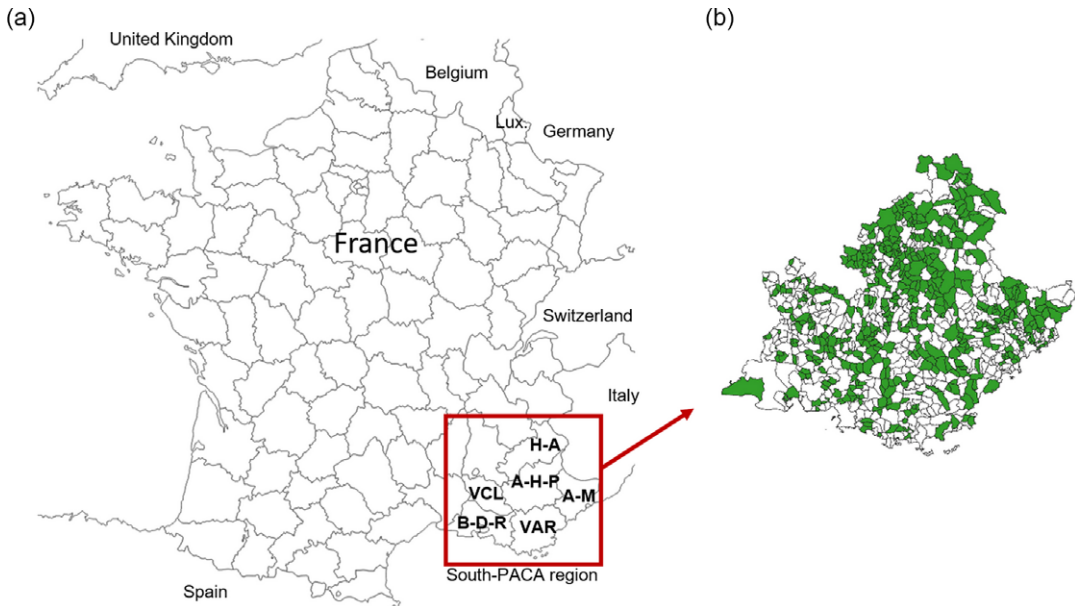 (a)
(b)
United Kingdom
Belgium
Lux.
Germany
France
Switzerland
Italy
H-A
A-H-P
VCL
A-M
B-D-R
VAR
South-PACA region
Spain